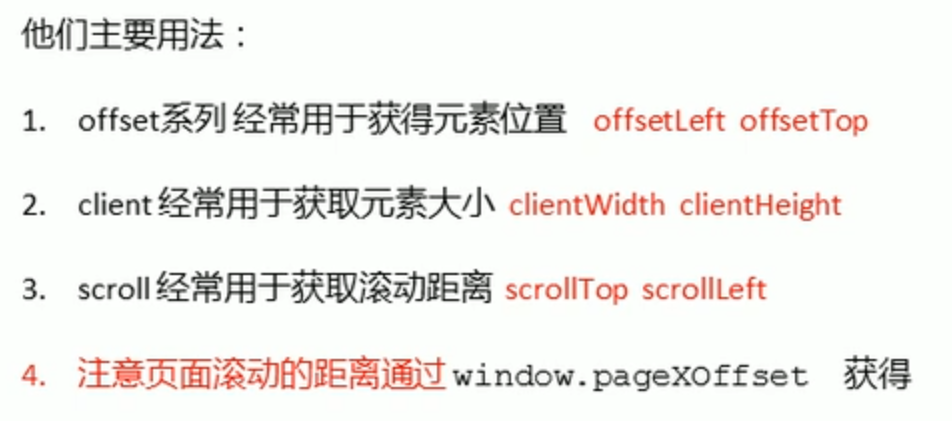 他们主要用法：
1. offset系列 经常用于获得元素位置 offsetLeft offsetTop
2. client 经常用于获取元素大小 clientWidth clientHeight
3. scroll 经常用于获取滚动距离 scrollTop scrollLeft
4. 注意页面滚动的距离通过 window.pageXOffset 获得